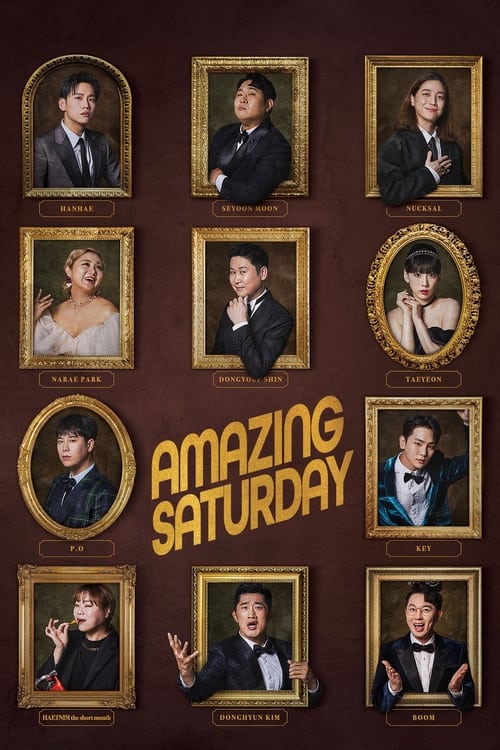 HANHAE
SEYOON MOON
NUCKSAL
NARAE PARK
DONGYOUP SHIN
TAEYEON
AMAZING
SATURDAY
P.O
KEY
HAETNIM the short mouth
DONGHYUN KIM
BOOM